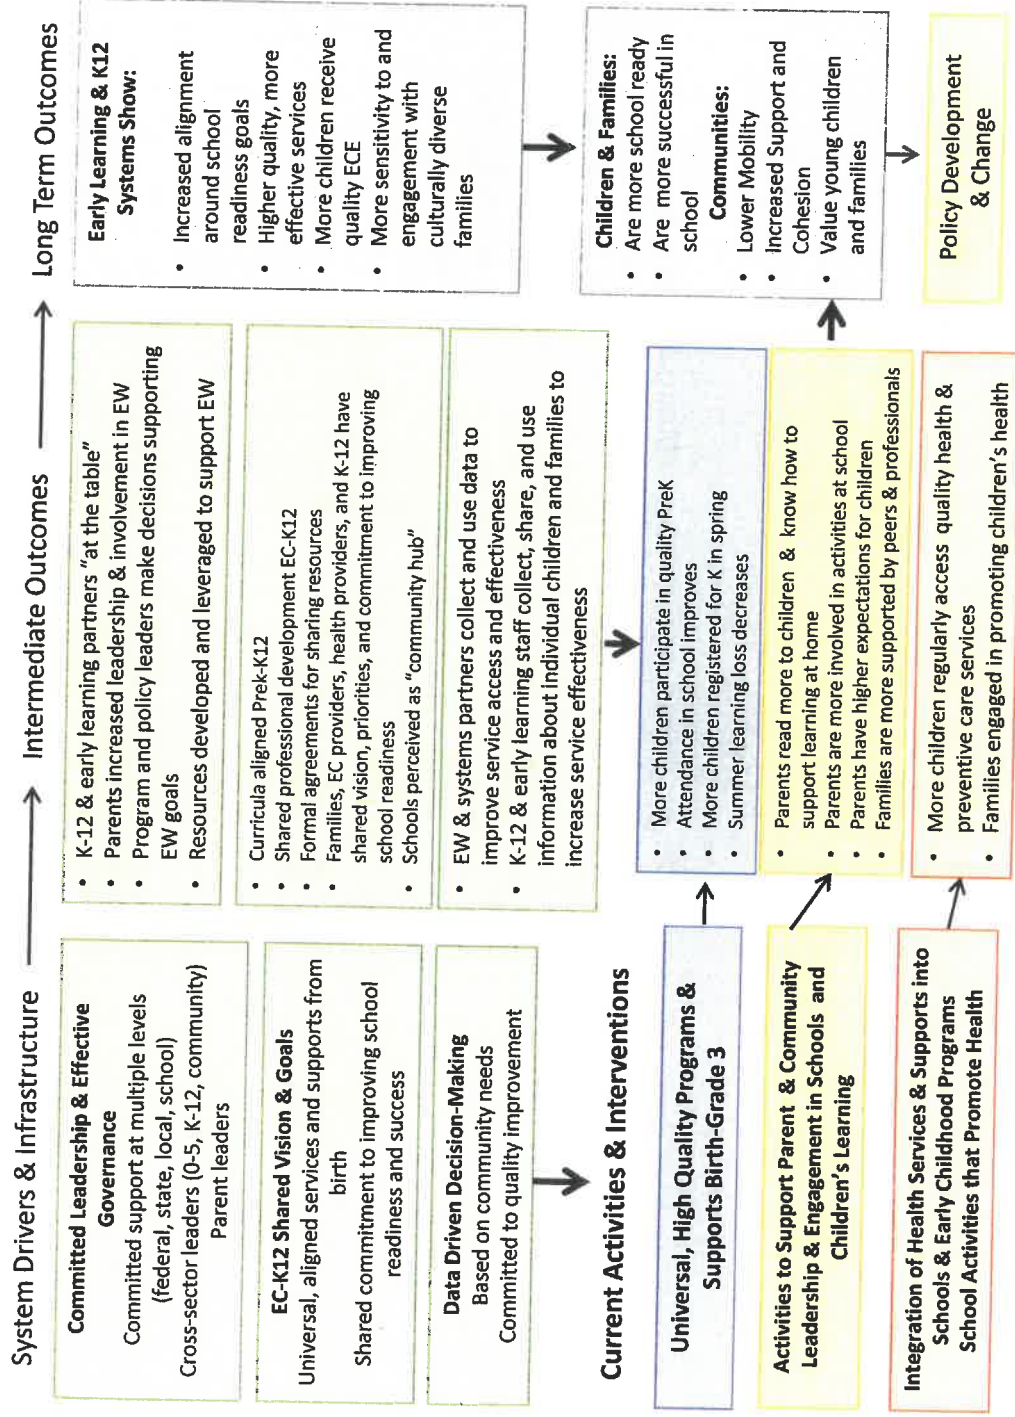 System Drivers & Infrastructure
Intermediate Outcomes
Long Term Outcomes
Committed Leadership & Effective
Governance
Committed support at multiple levels
(federal, state, local, school)
Cross-sector leaders (0-5, K-12, community)
Parent leaders
EC-K12 Shared Vision & Goals
Universal, aligned services and supports from
birth
Shared commitment to improving school
readiness and success
Data Driven Decision-Making
Based on community needs
Committed to quality improvement
• K-12 & early learning partners "at the table"
• Parents increased leadership & involvement in EW
• Program and policy leaders make decisions supporting
EW goals
• Resources developed and leveraged to support EW
• Curricula aligned Prek-K12
• Shared professional development EC-K12
• Formal agreements for sharing resources
• Families, EC providers, health providers, and K-12 have
shared vision, priorities, and commitment to improving
school readiness
• Schools perceived as "community hub"
• EW & systems partners collect and use data to
improve service access and effectiveness
• K-12 & early learning staff collect, share, and use
information about individual children and families to
increase service effectiveness
Early Learning & K12
Systems Show:
• Increased alignment
around school
readiness goals
• Higher quality, more
effective services
• More children receive
quality ECE
• More sensitivity to and
engagement with
culturally diverse
families
Current Activities & Interventions
Universal, High Quality Programs &
Supports Birth-Grade 3
Activities to Support Parent & Community
Leadership & Engagement in Schools and
Children's Learning
Integration of Health Services & Supports into
Schools & Early Childhood Programs
School Activities that Promote Health
• More children participate in quality PreK
• Attendance in school improves
• More children registered for K in spring
• Summer learning loss decreases
• Parents read more to children & know how to
support learning at home
• Parents are more involved in activities at school
• Parents have higher expectations for children
• Families are more supported by peers & professionals
• More children regularly access quality health &
preventive care services
• Families engaged in promoting children's health
Children & Families:
• Are more school ready
• Are more successful in
school
Communities:
• Lower Mobility
• Increased Support and
Cohesion
• Value young children
and families
Policy Development
& Change